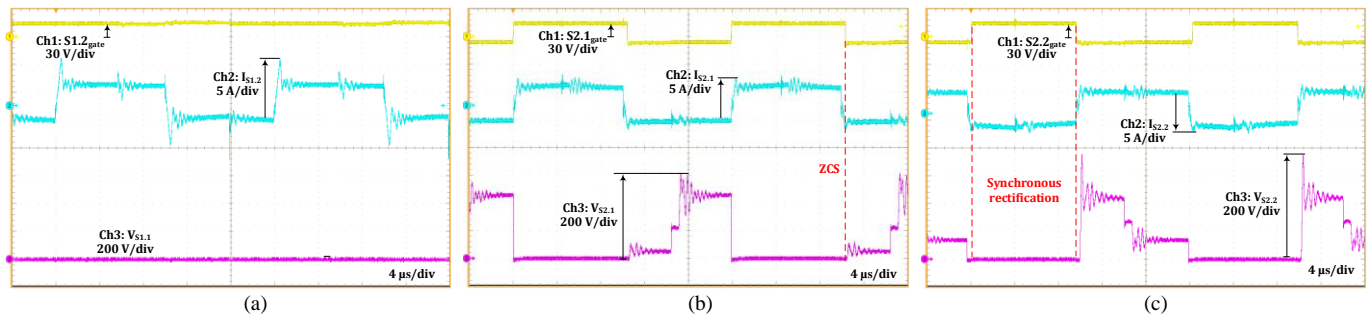 Ch1: S1.2gate
30 V/div
Ch2: IS1.2
5 A/div
Ch3: VS1.1
200 V/div
4 µs/div
(a)
Ch1: S2.1gate
30 V/div
Ch2: IS2.1
5 A/div
ZCS
Ch3: VS2.1
200 V/div
4 µs/div
(b)
Ch1: S2.2gate
30 V/div
Ch2: IS2.2
5 A/div
Synchronous
rectification
Ch3: VS2.2
200 V/div
4 µs/div
(c)